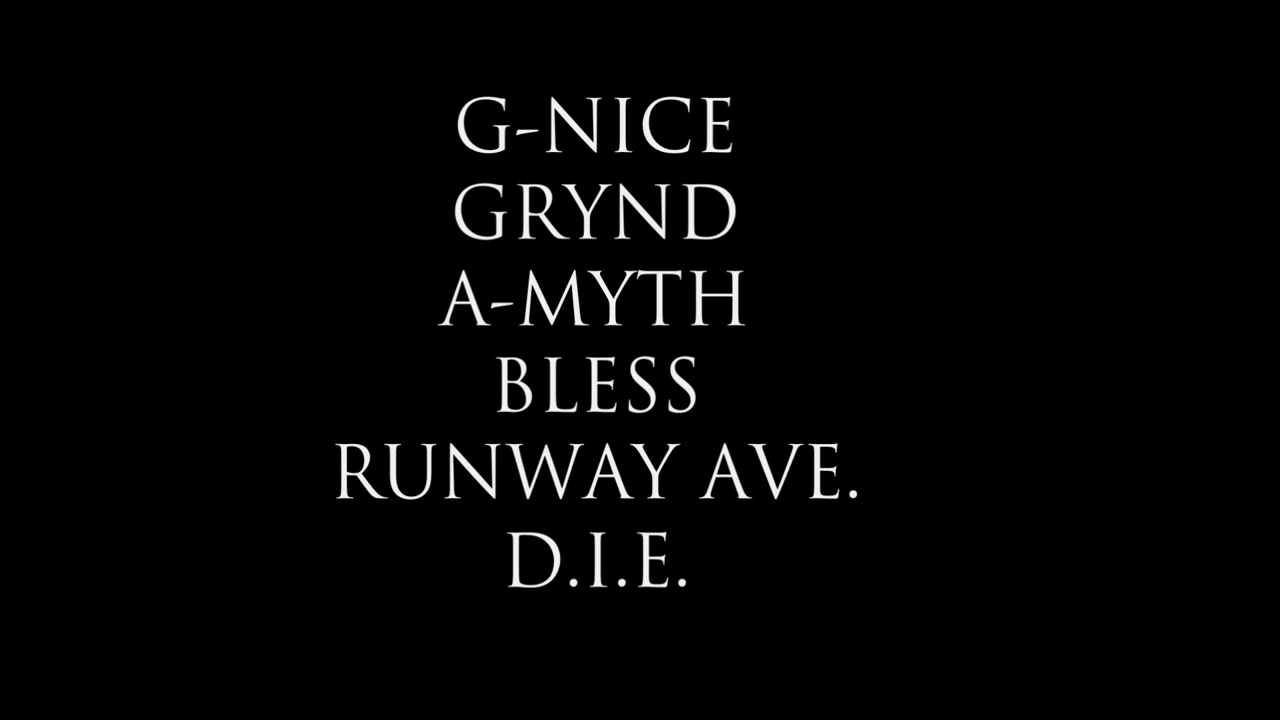 G-NICE
GRYND
A-MYTH
BLESS
RUNWAY AVE.
D.I.E.